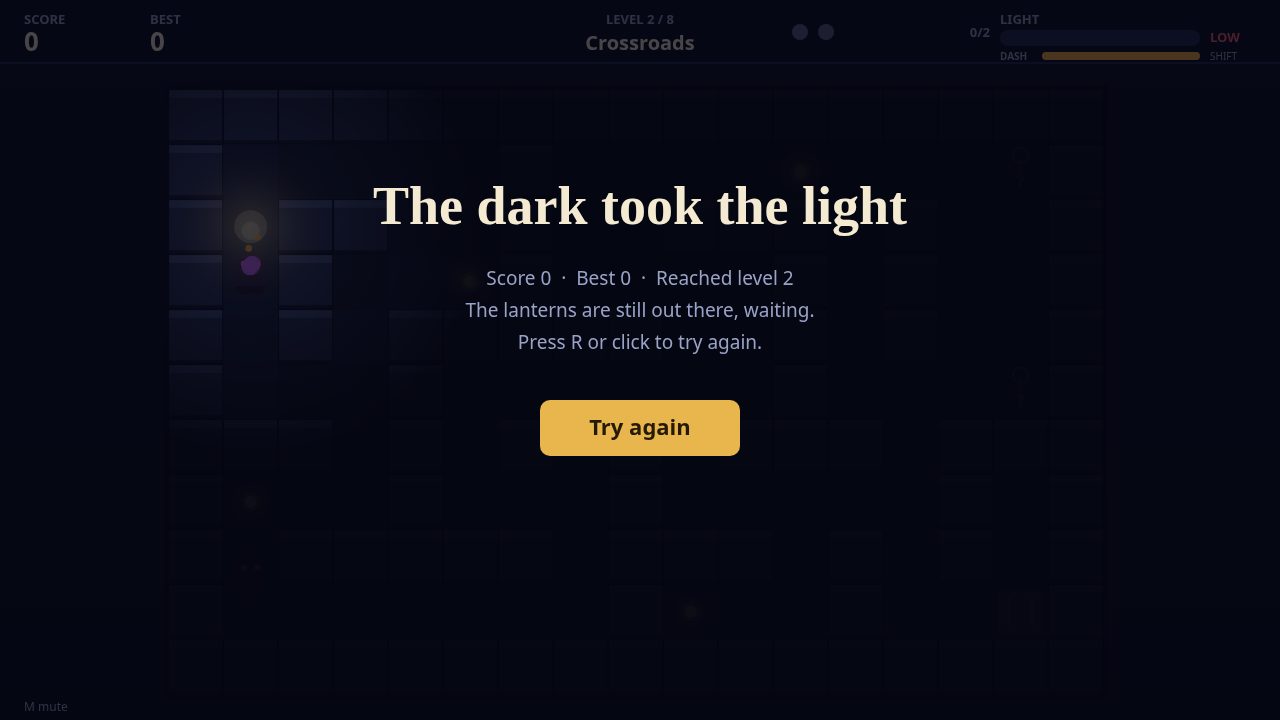 SCORE
0
BEST
0
LEVEL 2 / 8
Crossroads
0/2
LIGHT
LOW
DASH
SHIFT
The dark took the light
Score 0 · Best 0 · Reached level 2
The lanterns are still out there, waiting.
Press R or click to try again.
Try again
M mute